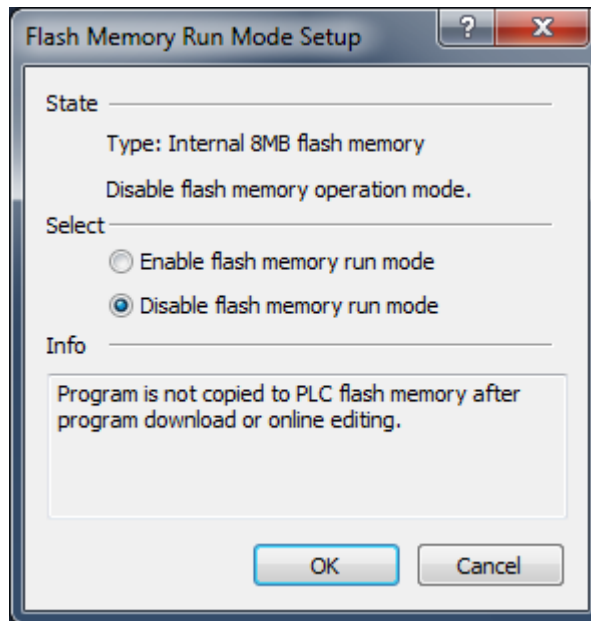 Flash Memory Run Mode Setup
?
X
State
Type: Internal 8MB flash memory
Disable flash memory operation mode.
Select
Enable flash memory run mode
Disable flash memory run mode
Info
Program is not copied to PLC flash memory after
program download or online editing.
OK
Cancel